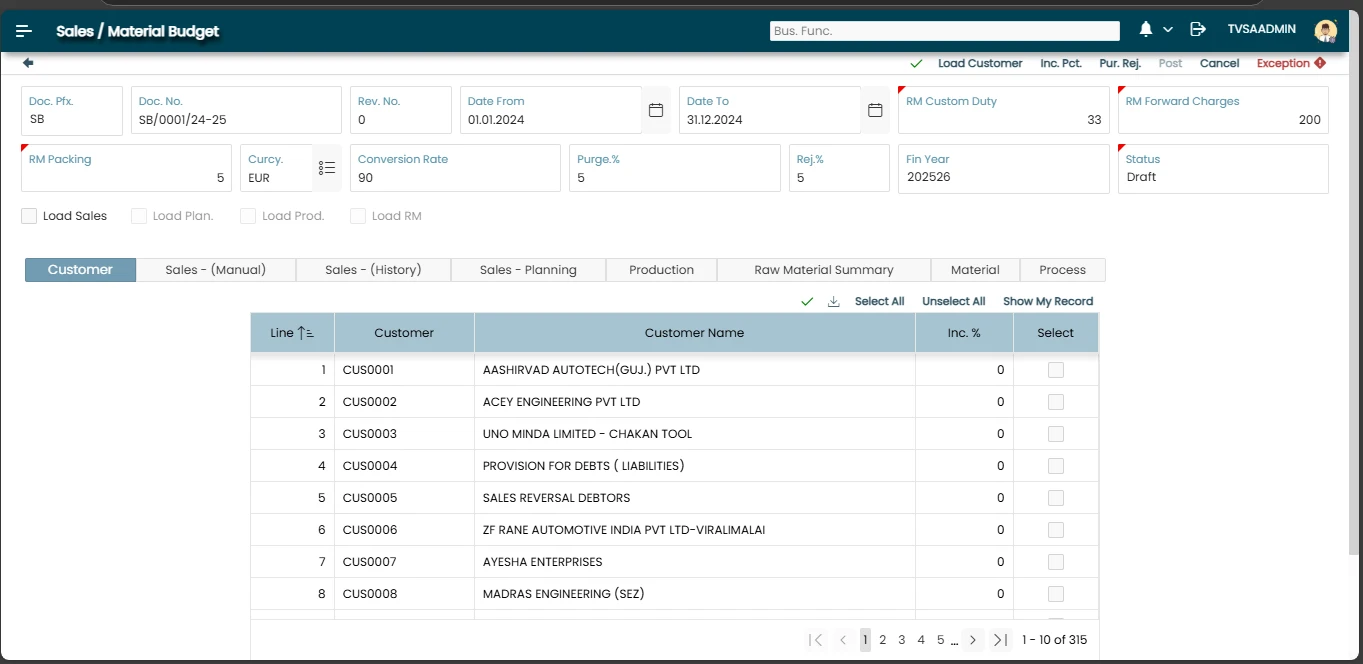 Sales / Material Budget Bus. Func. TVSAADMIN
Load Customer Inc. Pct. Pur. Rej. Post Cancel Exception
Doc. Pfx. Doc. No. Rev. No. Date From Date To RM Custom Duty RM Forward Charges
SB SB/0001/24-25 0 01.01.2024 31.12.2024 33 200
RM Packing Curcy. Conversion Rate Purge.% Rej.% Fin Year Status
5 EUR 90 5 5 202526 Draft
Load Sales Load Plan. Load Prod. Load RM
Customer Sales - (Manual) Sales - (History) Sales - Planning Production Raw Material Summary Material Process
Select All Unselect All Show My Record
Line Customer Customer Name Inc. % Select
1 CUS0001 AASHIRVAD AUTOTECH(GUJ.) PVT LTD 0
2 CUS0002 ACEY ENGINEERING PVT LTD 0
3 CUS0003 UNO MINDA LIMITED - CHAKAN TOOL 0
4 CUS0004 PROVISION FOR DEBTS ( LIABILITIES) 0
5 CUS0005 SALES REVERSAL DEBTORS 0
6 CUS0006 ZF RANE AUTOMOTIVE INDIA PVT LTD-VIRALIMALAI 0
7 CUS0007 AYESHA ENTERPRISES 0
8 CUS0008 MADRAS ENGINEERING (SEZ) 0
1 2 3 4 5 ... 1 - 10 of 315